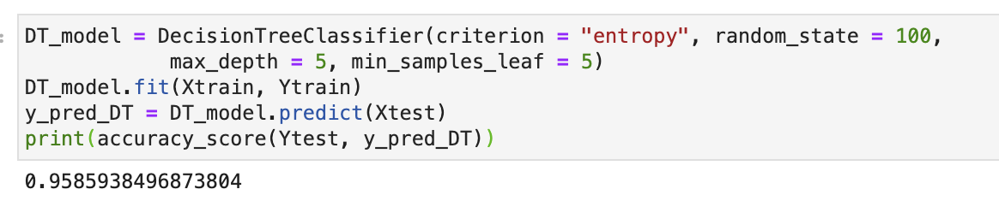 DT_model = DecisionTreeClassifier(criterion = "entropy", random_state = 100,
max_depth = 5, min_samples_leaf = 5)
DT_model.fit(Xtrain, Ytrain)
y_pred_DT = DT_model.predict(Xtest)
print(accuracy_score(Ytest, y_pred_DT))
0.9585938496873804